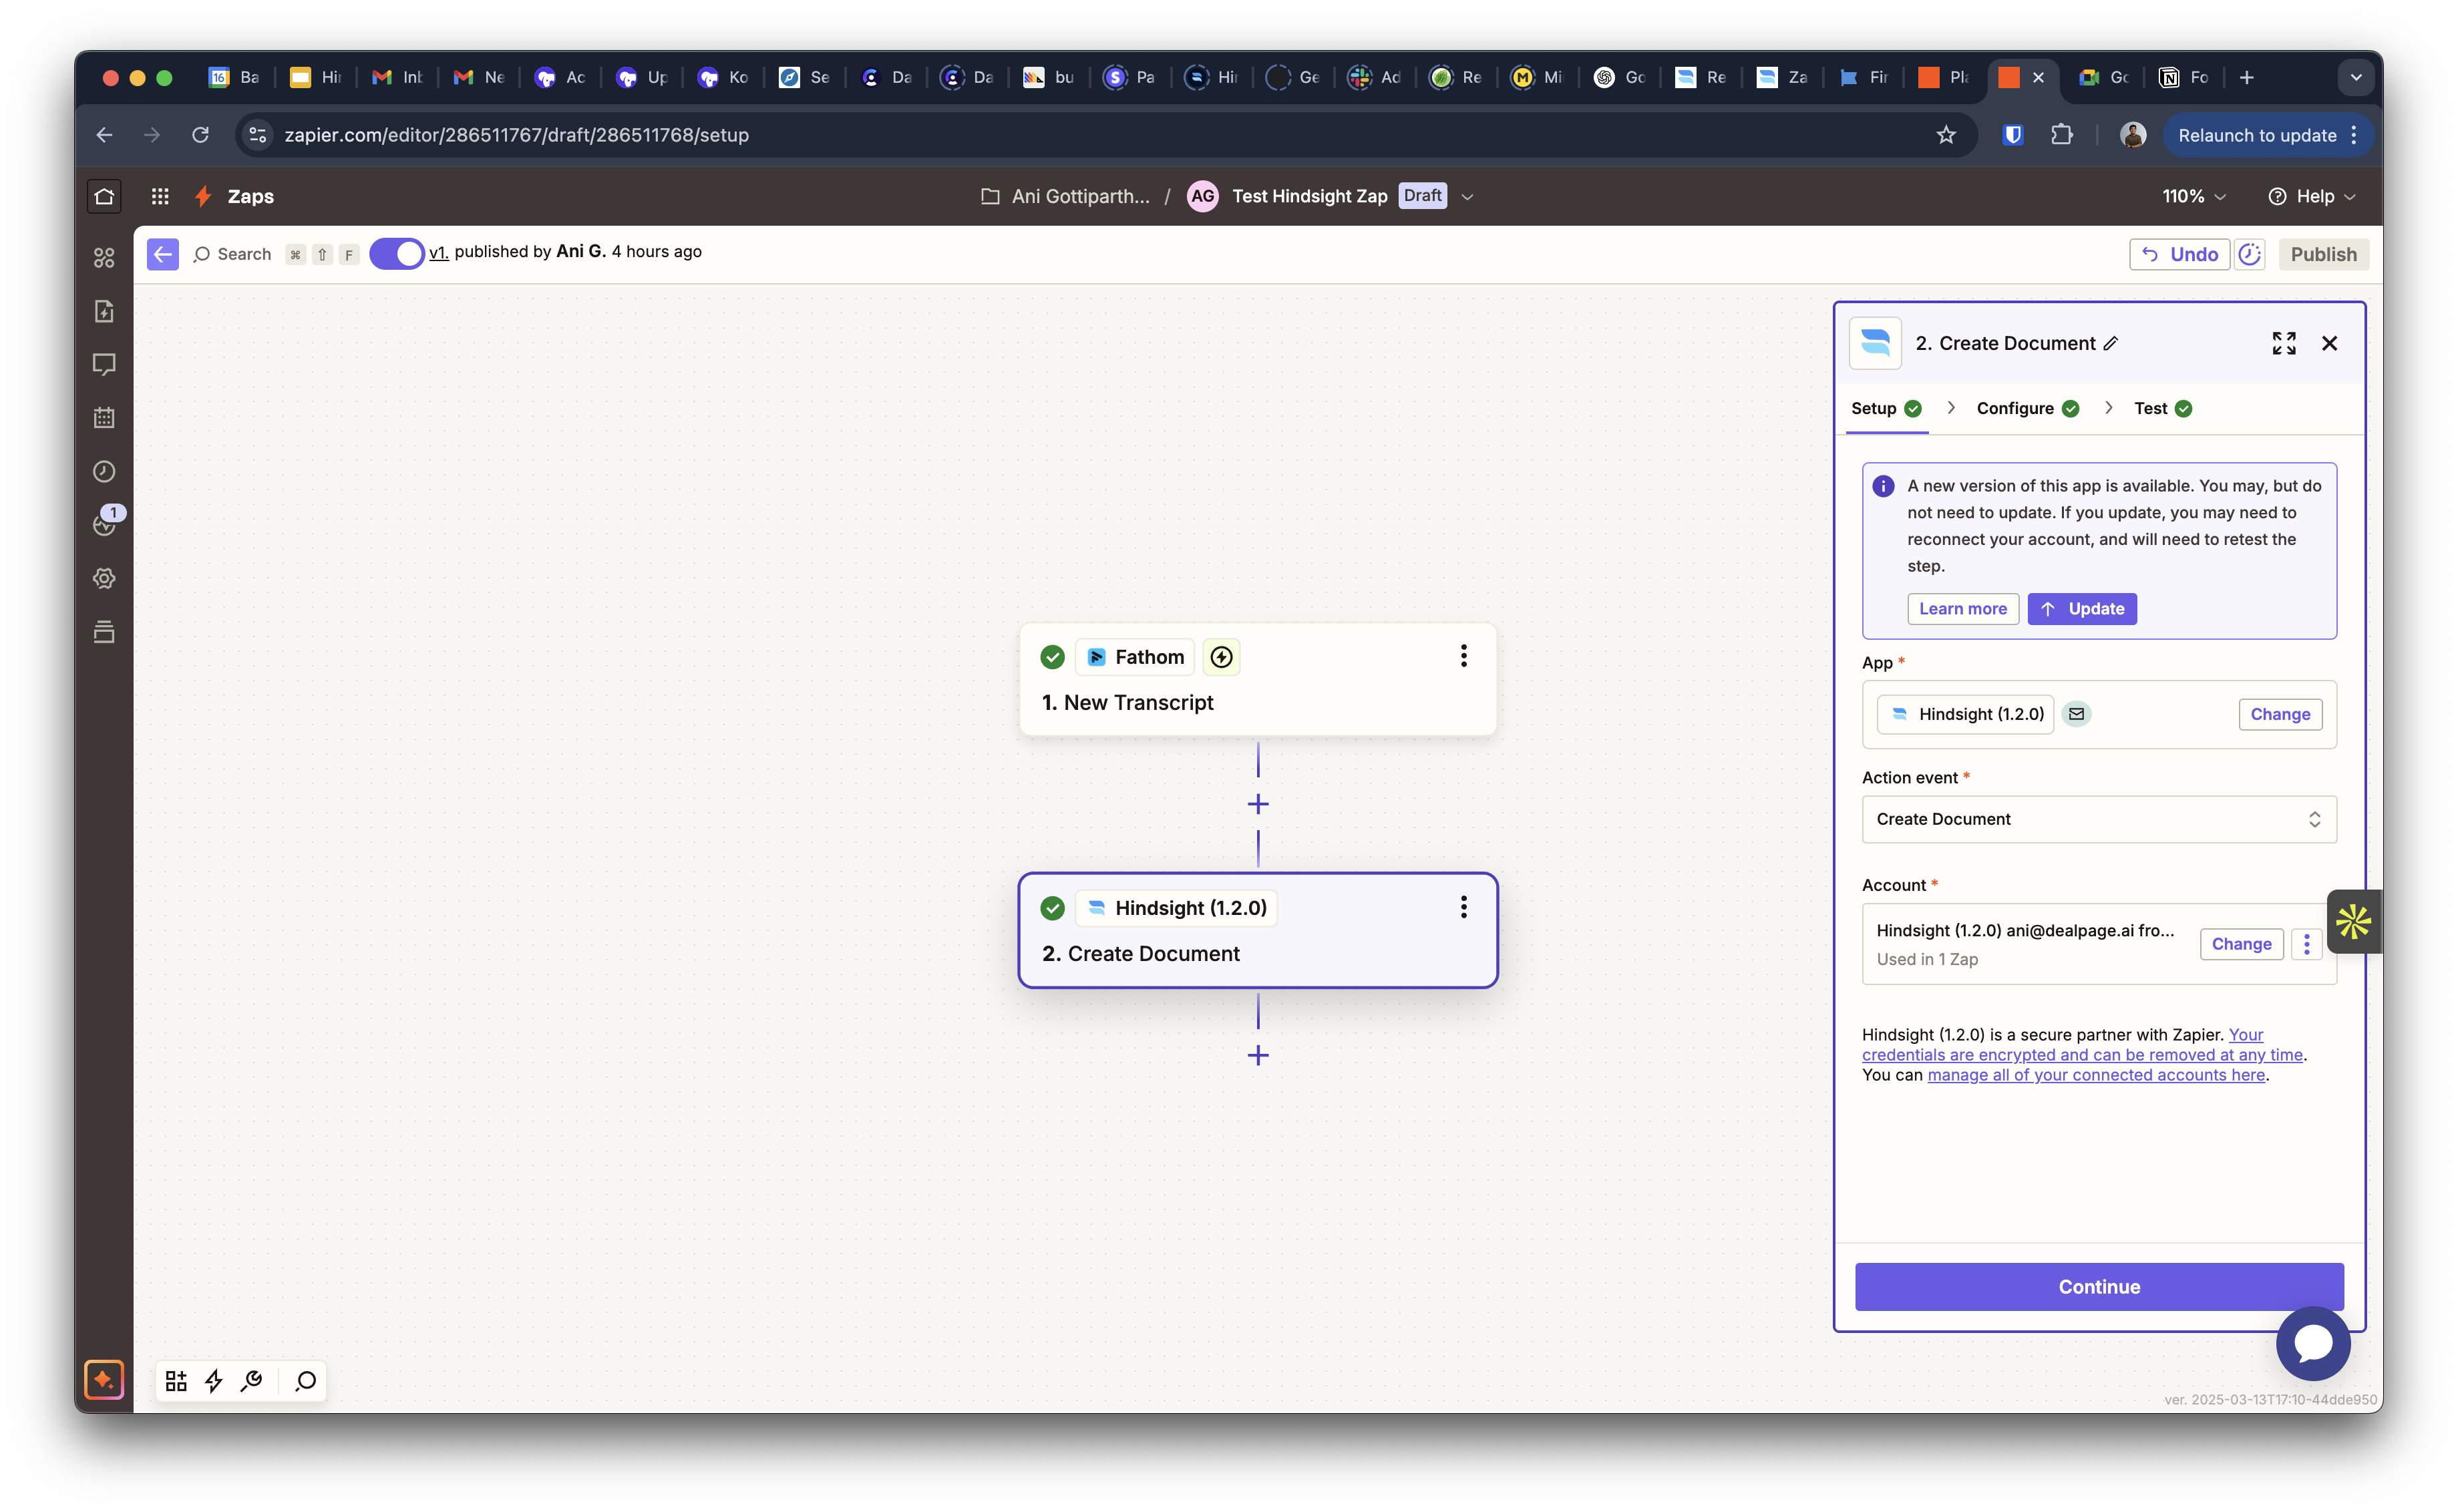 16 Ba
Hir
Inb
Ne
Ac
Up
Ko
Se
Da
Da
bu
S Pa
Hir
Ge
Ad
Re
M Mi
Go
Re
Za
Fir
Pla
Go
Fo
zapier.com/editor/286511767/draft/286511768/setup
Relaunch to update
Zaps
Ani Gottiparth... / AG Test Hindsight Zap Draft
110%
Help
Search ⌘ ⇧ F
v1. published by Ani G. 4 hours ago
Undo
Publish
1
Fathom
1. New Transcript
Hindsight (1.2.0)
2. Create Document
2. Create Document
Setup
Configure
Test
A new version of this app is available. You may, but do
not need to update. If you update, you may need to
reconnect your account, and will need to retest the
step.
Learn more
Update
App *
Hindsight (1.2.0)
Change
Action event *
Create Document
Account *
Hindsight (1.2.0) ani@dealpage.ai fro...
Used in 1 Zap
Change
Hindsight (1.2.0) is a secure partner with Zapier. Your
credentials are encrypted and can be removed at any time.
You can manage all of your connected accounts here.
Continue
ver. 2025-03-13T17:10-44dde950